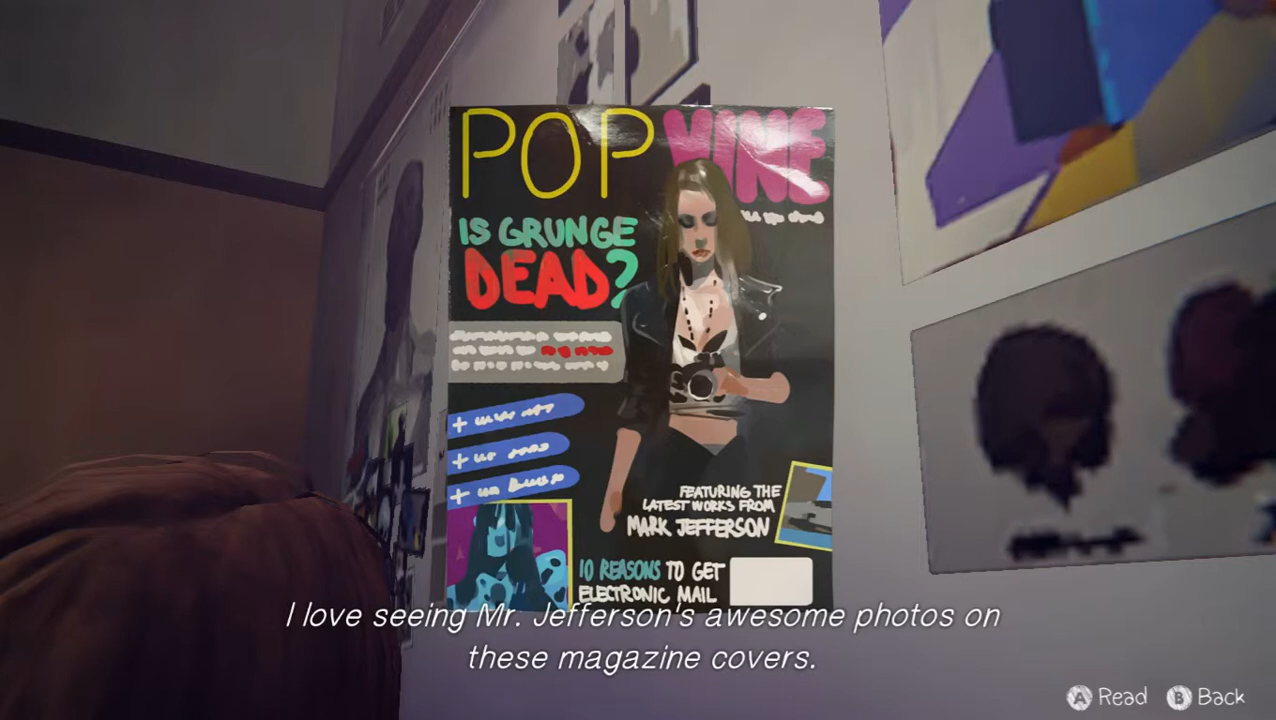 POP VINE
IS GRUNGE
DEAD?
FEATURING THE
LATEST WORKS FROM
MARK JEFFERSON
10 REASONS TO GET
ELECTRONIC MAIL
I love seeing Mr. Jefferson's awesome photos on
these magazine covers.
A Read B Back